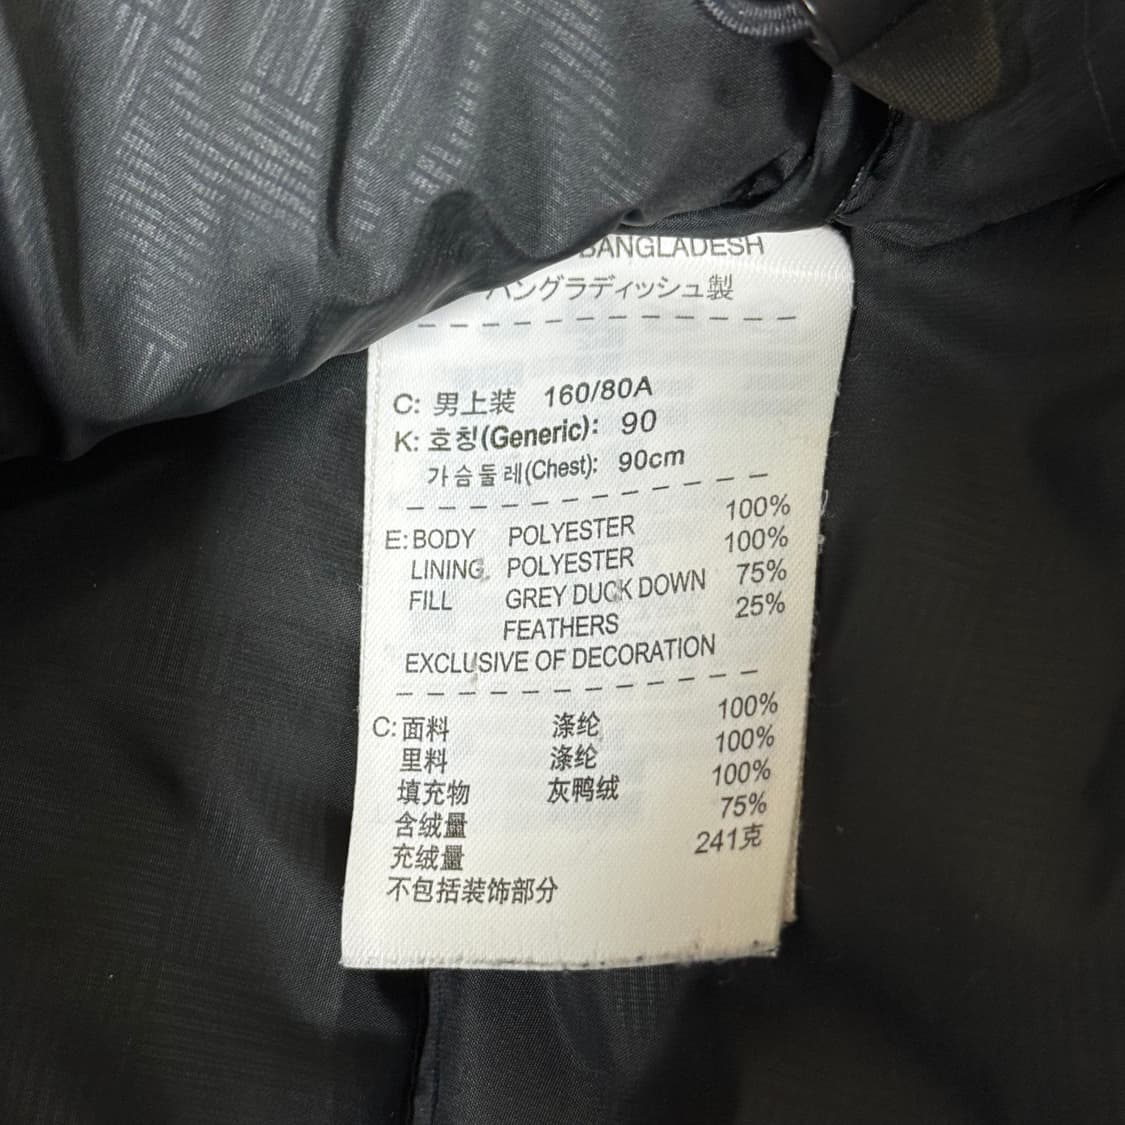 BANGLADESH
バングラディッシュ製
C: 男上装 160/80A
K: 호칭(Generic): 90
가슴둘레(Chest): 90cm
E: BODY POLYESTER 100%
LINING POLYESTER 100%
FILL GREY DUCK DOWN 75%
FEATHERS 25%
EXCLUSIVE OF DECORATION
C: 面料 涤纶 100%
里料 涤纶 100%
填充物 灰鸭绒 100%
含绒量 75%
充绒量 241克
不包括装饰部分